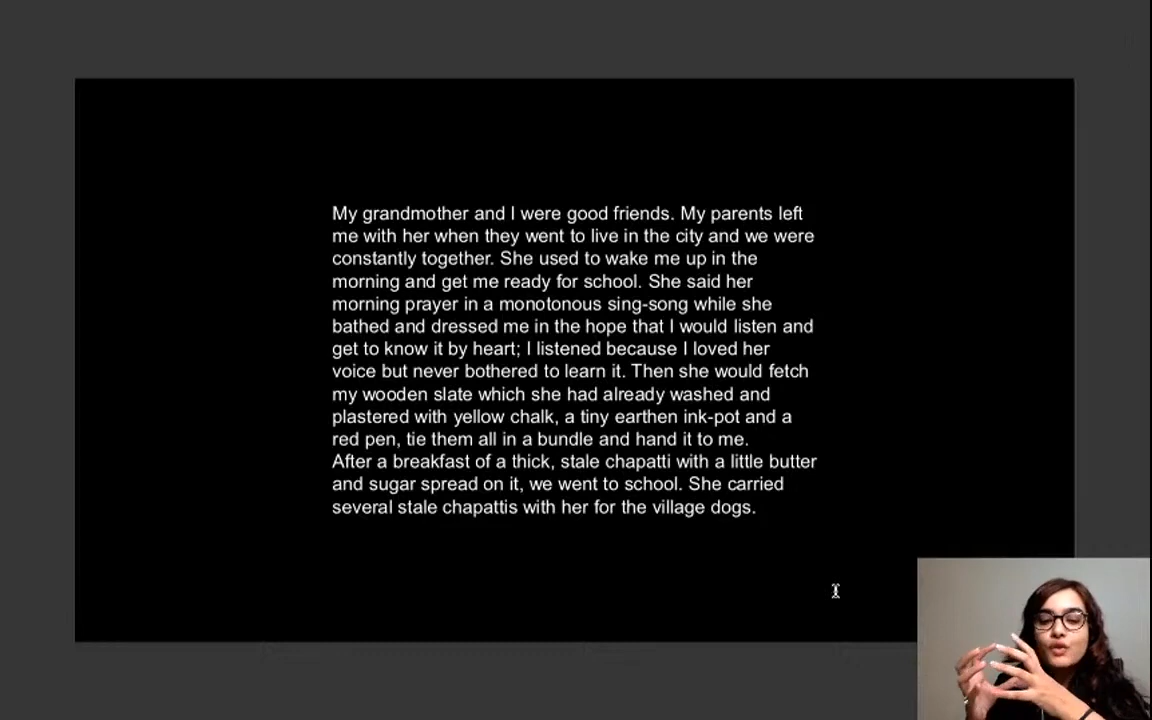 My grandmother and I were good friends. My parents left
me with her when they went to live in the city and we were
constantly together. She used to wake me up in the
morning and get me ready for school. She said her
morning prayer in a monotonous sing-song while she
bathed and dressed me in the hope that I would listen and
get to know it by heart; I listened because I loved her
voice but never bothered to learn it. Then she would fetch
my wooden slate which she had already washed and
plastered with yellow chalk, a tiny earthen ink-pot and a
red pen, tie them all in a bundle and hand it to me.
After a breakfast of a thick, stale chapatti with a little butter
and sugar spread on it, we went to school. She carried
several stale chapattis with her for the village dogs.